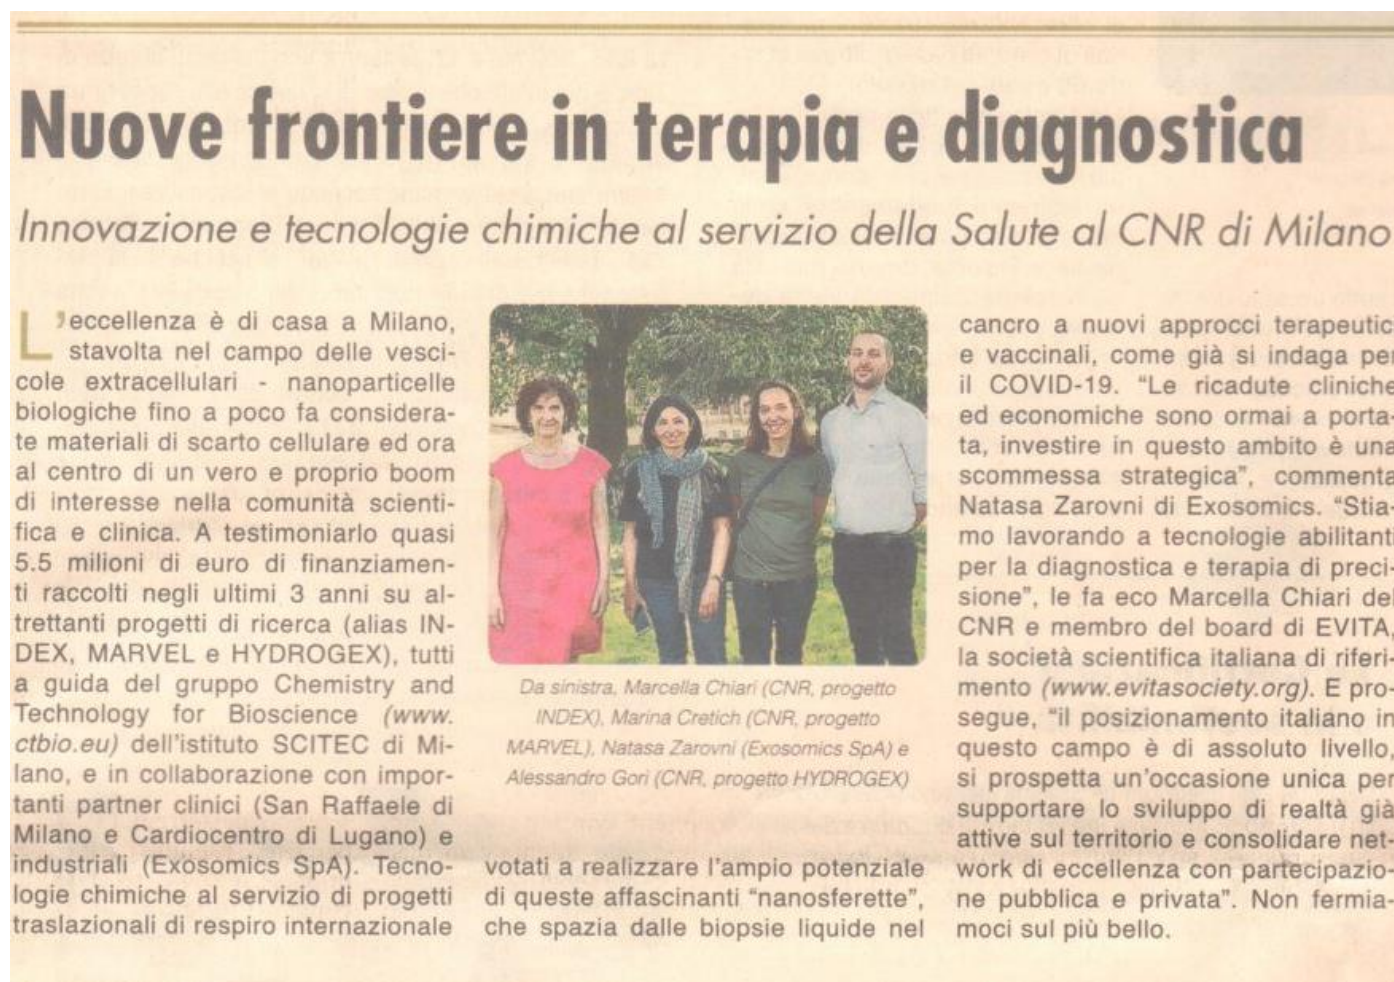 Nuove frontiere in terapia e diagnostica
Innovazione e tecnologie chimiche al servizio della Salute al CNR di Milano
L'eccellenza è di casa a Milano,
stavolta nel campo delle vesci-
cole extracellulari - nanoparticelle
biologiche fino a poco fa considera-
te materiali di scarto cellulare ed ora
al centro di un vero e proprio boom
di interesse nella comunità scienti-
fica e clinica. A testimoniarlo quasi
5.5 milioni di euro di finanziamen-
ti raccolti negli ultimi 3 anni su al-
trettanti progetti di ricerca (alias IN-
DEX, MARVEL e HYDROGEX), tutti
a guida del gruppo Chemistry and
Technology for Bioscience (www.
ctbio.eu) dell'istituto SCITEC di Mi-
lano, e in collaborazione con impor-
tanti partner clinici (San Raffaele di
Milano e Cardiocentro di Lugano) e
industriali (Exosomics SpA). Tecno-
logie chimiche al servizio di progetti
traslazionali di respiro internazionale
Da sinistra, Marcella Chiari (CNR, progetto
INDEX), Marina Cretich (CNR, progetto
MARVEL), Natasa Zarovni (Exosomics SpA) e
Alessandro Gori (CNR, progetto HYDROGEX)
votati a realizzare l'ampio potenziale
di queste affascinanti "nanosferette",
che spazia dalle biopsie liquide nel
cancro a nuovi approcci terapeutic
e vaccinali, come già si indaga per
il COVID-19. "Le ricadute cliniche
ed economiche sono ormai a porta-
ta, investire in questo ambito è una
scommessa strategica", commenta
Natasa Zarovni di Exosomics. "Stia-
mo lavorando a tecnologie abilitanti
per la diagnostica e terapia di preci-
sione", le fa eco Marcella Chiari del
CNR e membro del board di EVITA,
la società scientifica italiana di riferi-
mento (www.evitasociety.org). E pro-
segue, "il posizionamento italiano in
questo campo è di assoluto livello,
si prospetta un'occasione unica per
supportare lo sviluppo di realtà già
attive sul territorio e consolidare net-
work di eccellenza con partecipazio-
ne pubblica e privata". Non fermia-
moci sul più bello.